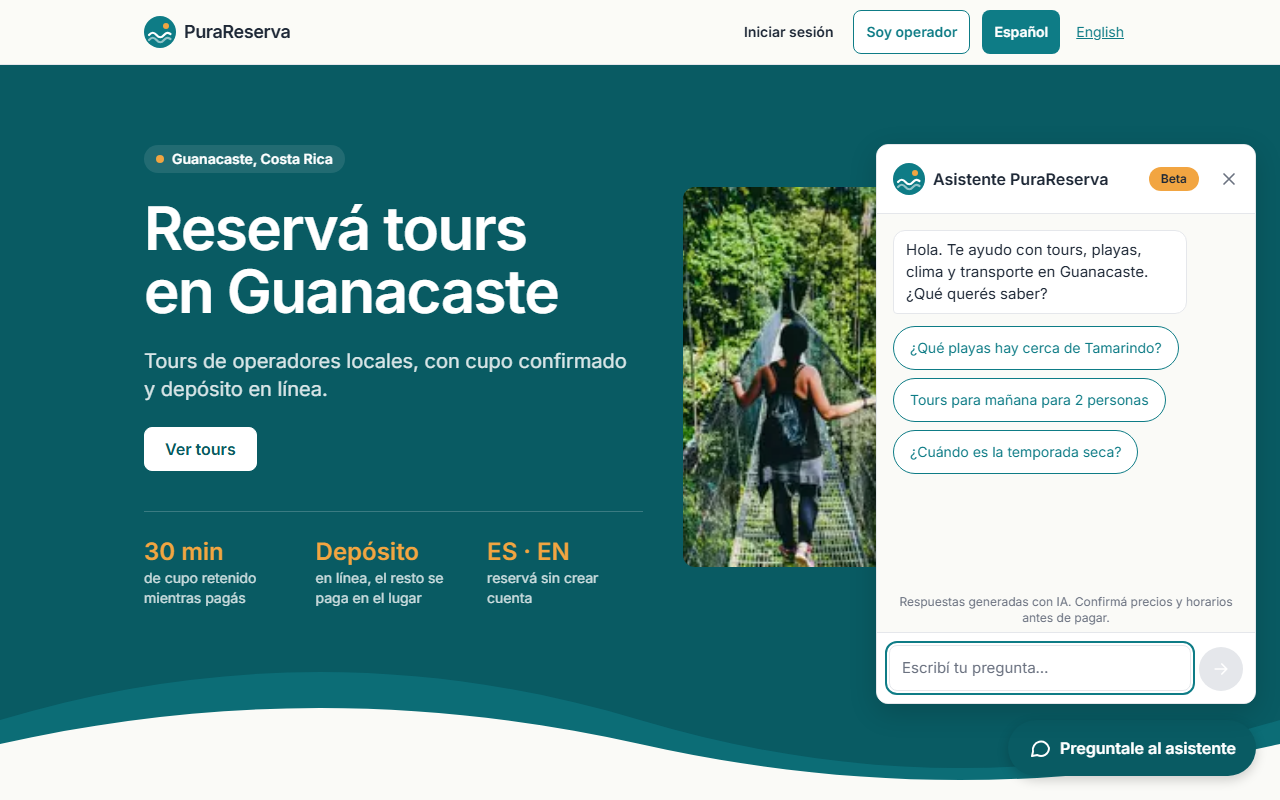 PuraReserva
Iniciar sesión
Soy operador
Español
English
Guanacaste, Costa Rica
Reservá tours
en Guanacaste
Tours de operadores locales, con cupo confirmado
y depósito en línea.
Ver tours
30 min
de cupo retenido
mientras pagás
Depósito
en línea, el resto se
paga en el lugar
ES · EN
reservá sin crear
cuenta
Asistente PuraReserva
Beta
Hola. Te ayudo con tours, playas,
clima y transporte en Guanacaste.
¿Qué querés saber?
¿Qué playas hay cerca de Tamarindo?
Tours para mañana para 2 personas
¿Cuándo es la temporada seca?
Respuestas generadas con IA. Confirmá precios y horarios
antes de pagar.
Escribí tu pregunta...
Preguntale al asistente